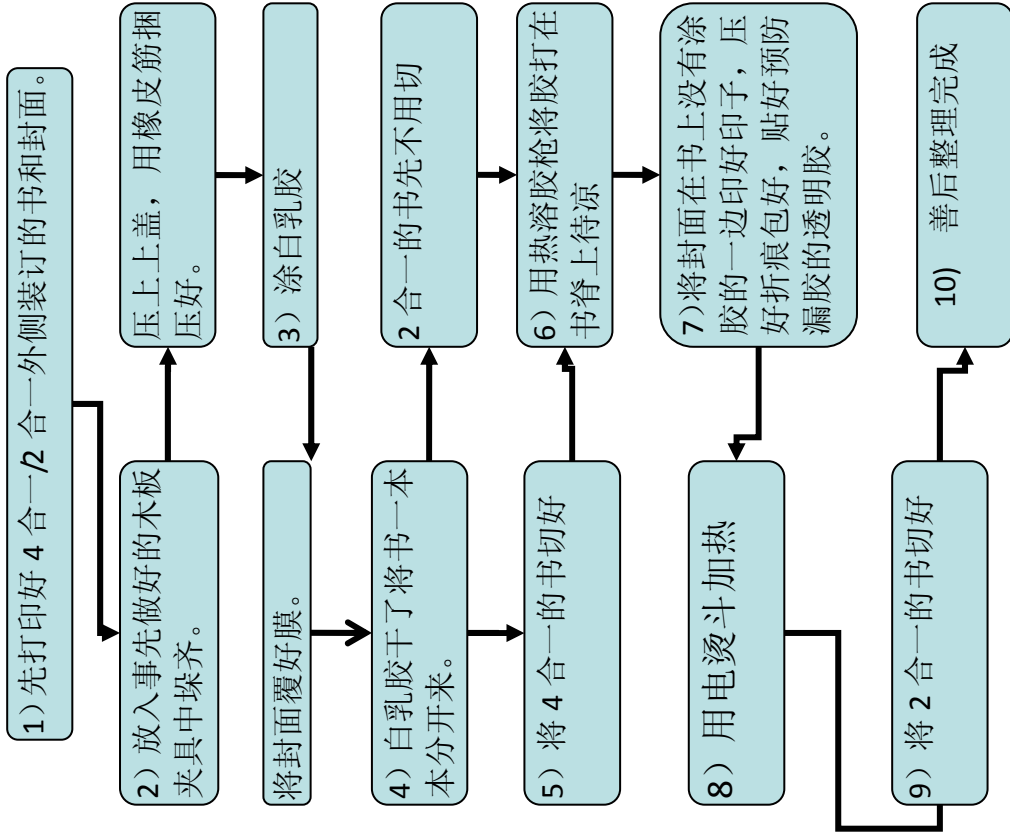 1）先打印好 4 合一/2 合一外侧装订的书和封面。
2）放入事先做好的木板
夹具中垛齐。
压上上盖，用橡皮筋捆
压好。
3）涂白乳胶
将封面覆好膜。
4）白乳胶干了将书一本
本分开来。
2 合一的书先不用切
5）将 4 合一的书切好
6）用热溶胶枪将胶打在
书脊上待凉
7）将封面在书上没有涂
胶的一边印好印子，压
好折痕包好，贴好预防
漏胶的透明胶。
8）用电烫斗加热
9）将 2 合一的书切好
10) 善后整理完成